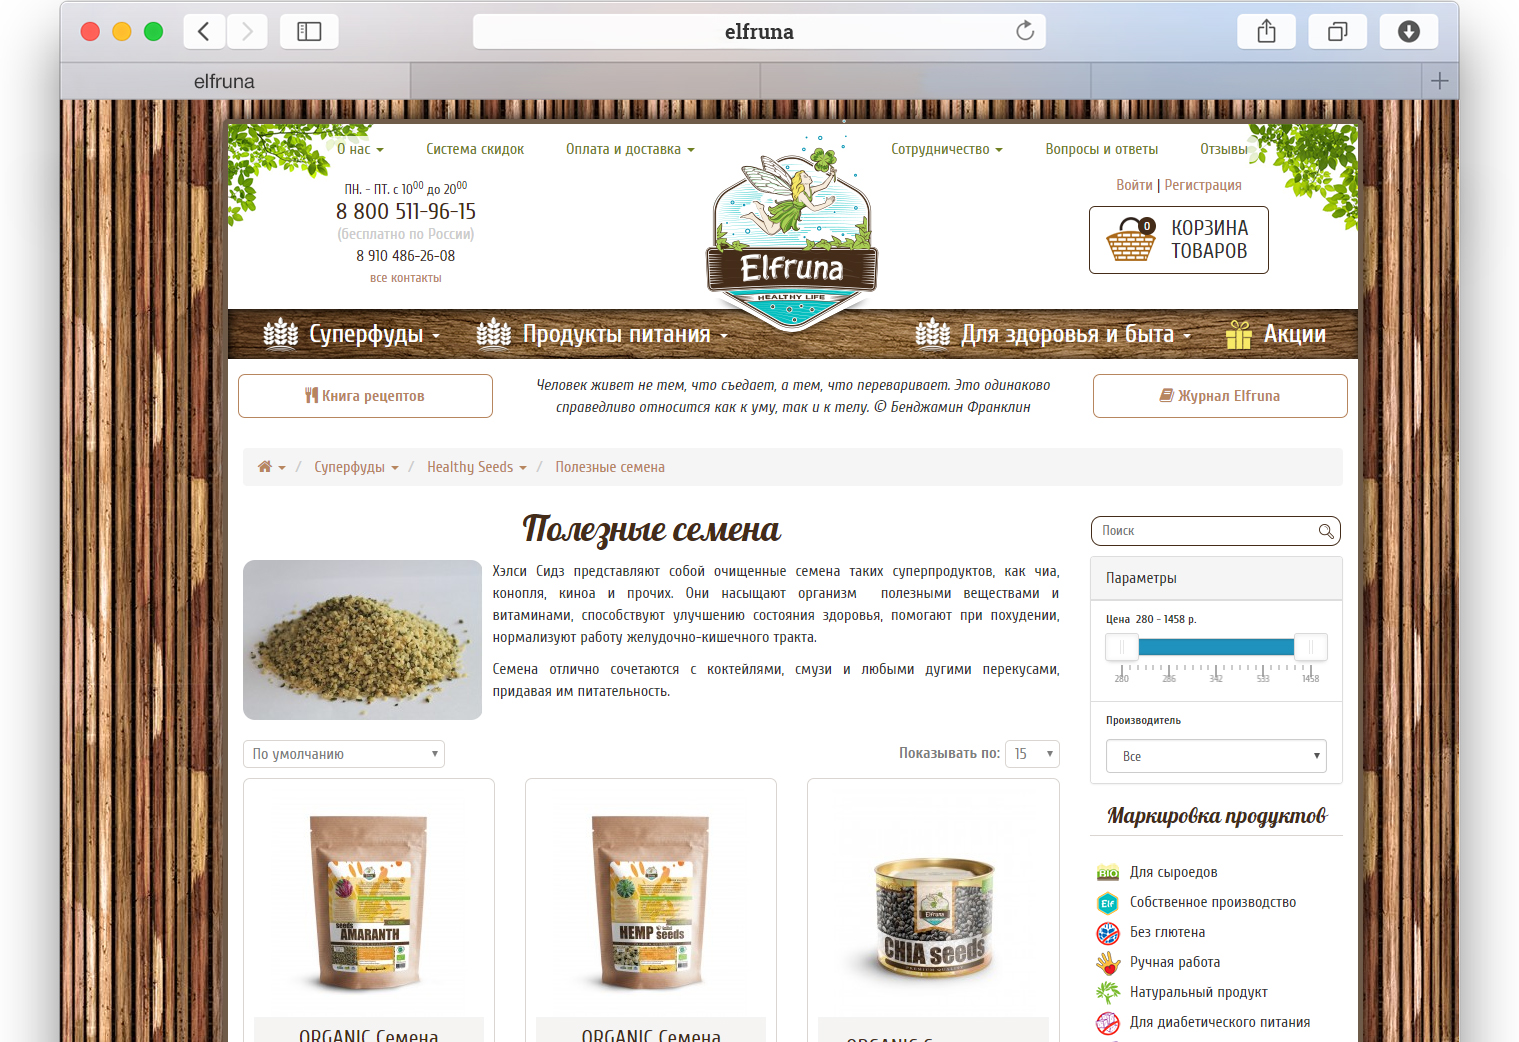 elfruna
elfruna
О нас
Система скидок
Оплата и доставка
Сотрудничество
Вопросы и ответы
Отзывы
ПН. - ПТ. с 10⁰⁰ до 20⁰⁰
8 800 511-96-15
(бесплатно по России)
8 910 486-26-08
все контакты
Elfruna
HEALTHY LIFE
Войти | Регистрация
0
КОРЗИНА
ТОВАРОВ
Суперфуды
Продукты питания
Для здоровья и быта
Акции
Книга рецептов
Человек живет не тем, что съедает, а тем, что переваривает. Это одинаково
справедливо относится как к уму, так и к телу. © Бенджамин Франклин
Журнал Elfruna
/ Суперфуды / Healthy Seeds / Полезные семена
Полезные семена
Хэлси Сидз представляют собой очищенные семена таких суперпродуктов, как чиа,
конопля, киноа и прочих. Они насыщают организм полезными веществами и
витаминами, способствуют улучшению состояния здоровья, помогают при похудении,
нормализуют работу желудочно-кишечного тракта.
Семена отлично сочетаются с коктейлями, смузи и любыми дугими перекусами,
придавая им питательность.
Поиск
Параметры
Цена 280 - 1458 р.
280 286 342 533 1458
Производитель
Все
По умолчанию
Показывать по: 15
seeds
AMARANTH
HEMP seeds
Elfruna
CHIA seeds
PREMIUM QUALITY
ORGANIC Семена
ORGANIC Семена
Маркировка продуктов
BIO Для сыроедов
Elf Собственное производство
Без глютена
Ручная работа
Натуральный продукт
Для диабетического питания